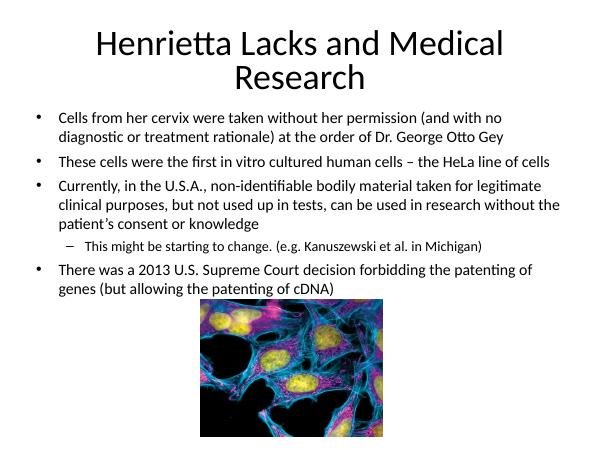 Henrietta Lacks and Medical
Research
• Cells from her cervix were taken without her permission (and with no
diagnostic or treatment rationale) at the order of Dr. George Otto Gey
• These cells were the first in vitro cultured human cells – the HeLa line of cells
• Currently, in the U.S.A., non-identifiable bodily material taken for legitimate
clinical purposes, but not used up in tests, can be used in research without the
patient’s consent or knowledge
– This might be starting to change. (e.g. Kanuszewski et al. in Michigan)
• There was a 2013 U.S. Supreme Court decision forbidding the patenting of
genes (but allowing the patenting of cDNA)